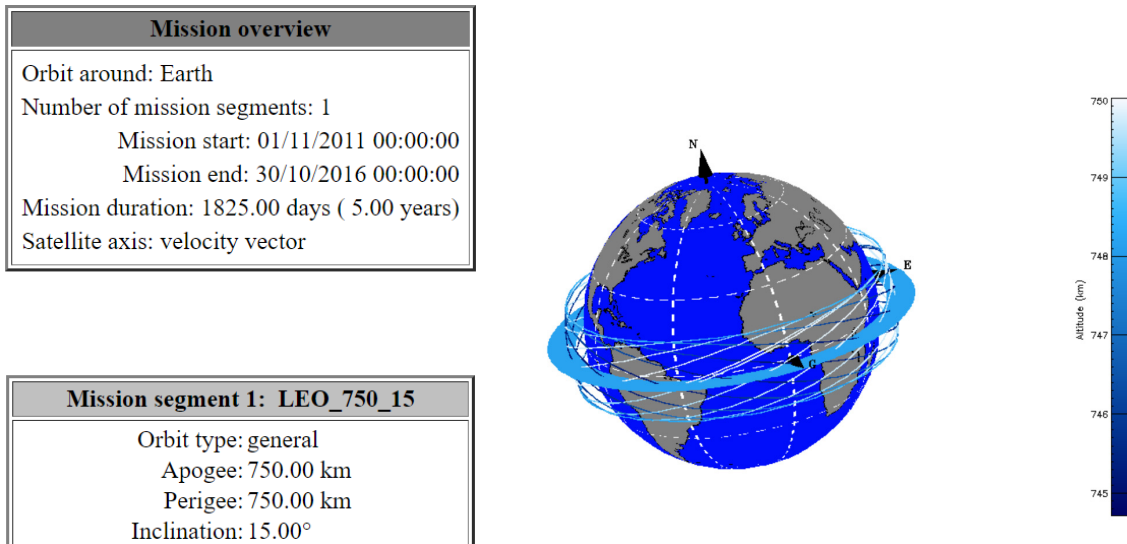 Mission overview
Orbit around: Earth
Number of mission segments: 1
Mission start: 01/11/2011 00:00:00
Mission end: 30/10/2016 00:00:00
Mission duration: 1825.00 days ( 5.00 years)
Satellite axis: velocity vector
Mission segment 1: LEO_750_15
Orbit type: general
Apogee: 750.00 km
Perigee: 750.00 km
Inclination: 15.00°
N
E
G
750
749
748
747
746
745
Altitude (km)